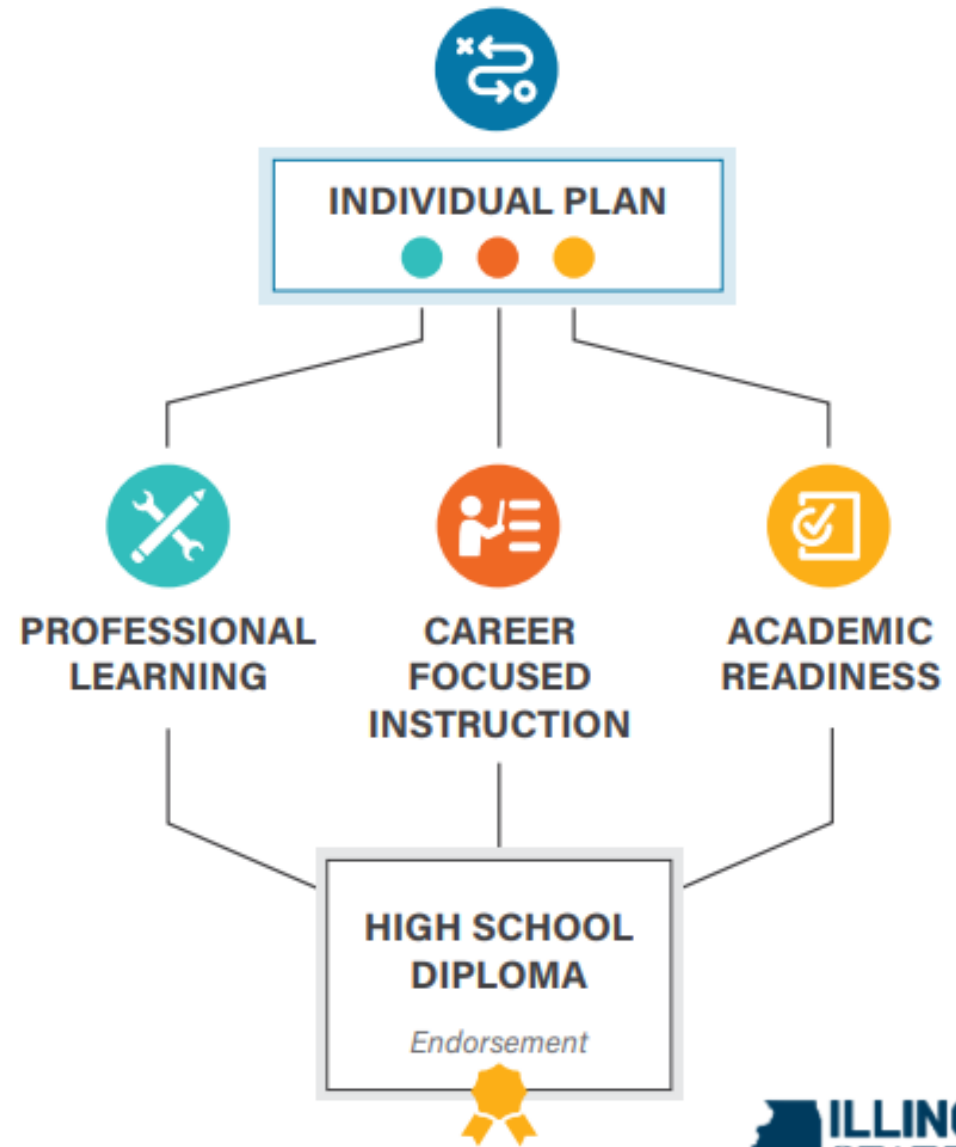 INDIVIDUAL PLAN
PROFESSIONAL
LEARNING
CAREER
FOCUSED
INSTRUCTION
ACADEMIC
READINESS
HIGH SCHOOL
DIPLOMA
Endorsement